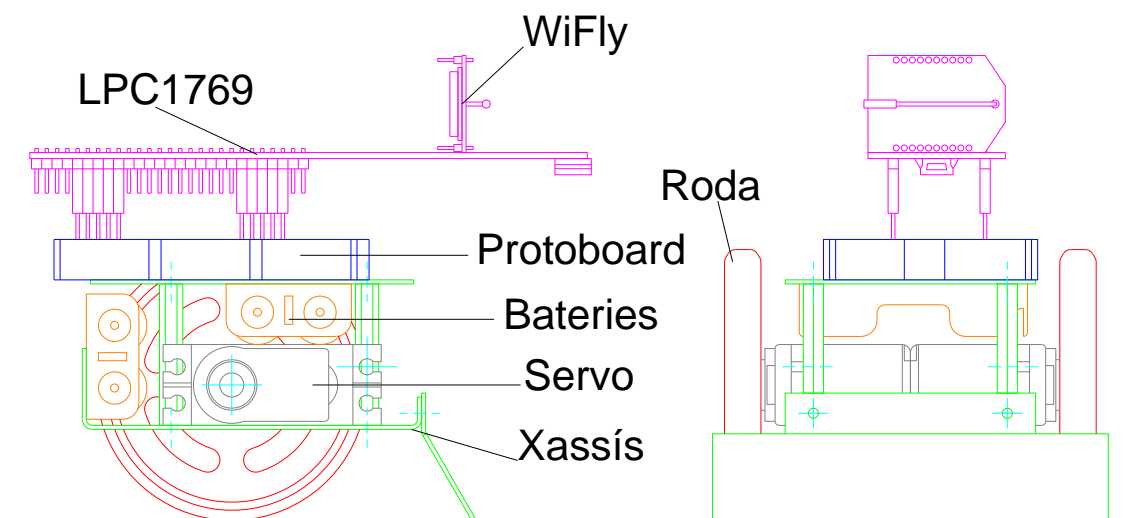 WiFly
LPC1769
Roda
Protoboard
Bateries
Servo
Xassís